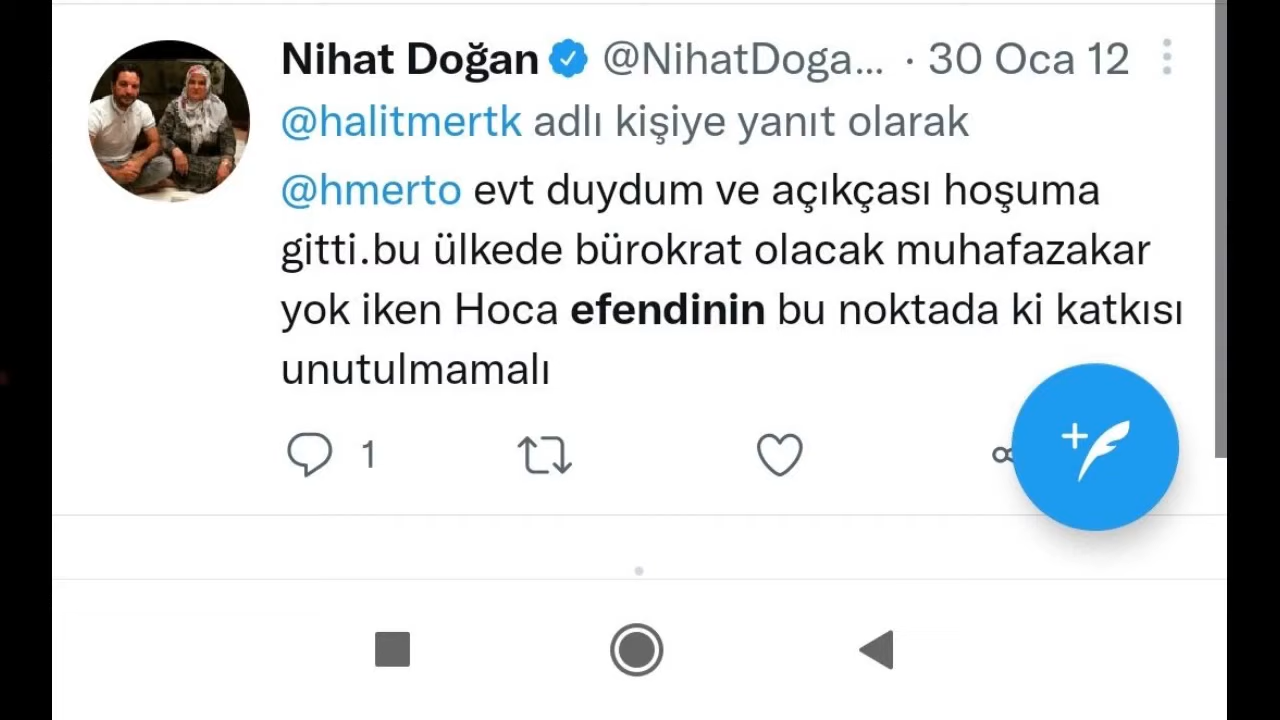 Nihat Doğan @NihatDoga... · 30 Oca 12
@halitmertk adlı kişiye yanıt olarak
@hmerto evt duydum ve açıkçası hoşuma
gitti.bu ülkede bürokrat olacak muhafazakar
yok iken Hoca efendinin bu noktada ki katkısı
unutulmamalı
1